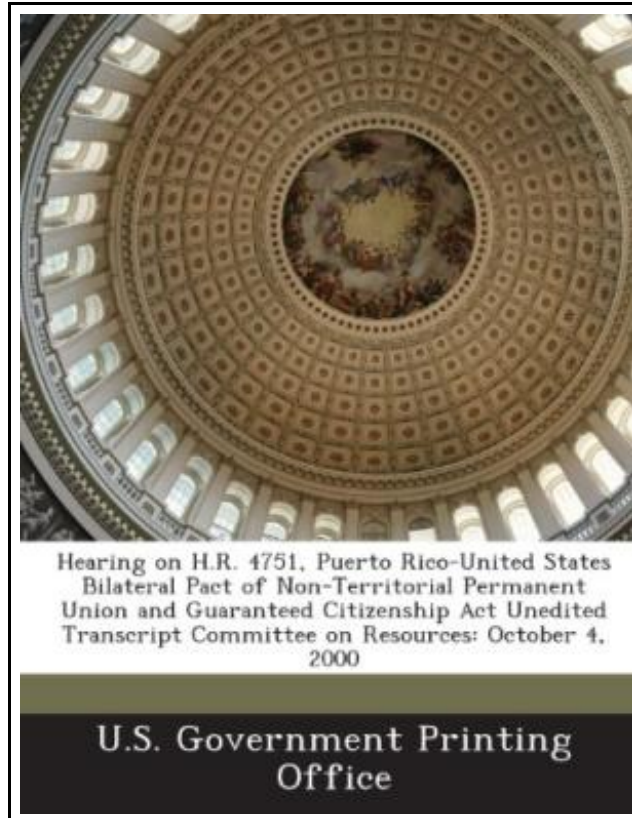 Hearing on H.R. 4751, Puerto Rico-United States
Bilateral Pact of Non-Territorial Permanent
Union and Guaranteed Citizenship Act Unedited
Transcript Committee on Resources: October 4,
2000
U.S. Government Printing
Office